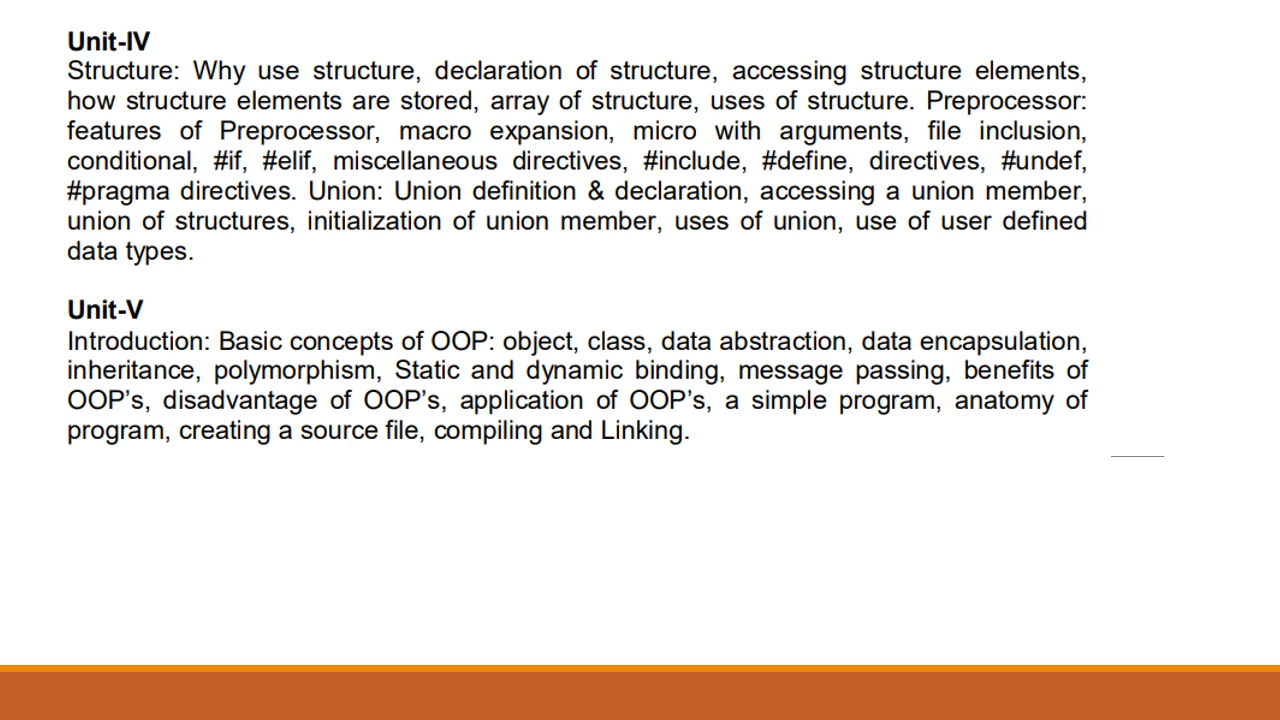 Unit-IV
Structure: Why use structure, declaration of structure, accessing structure elements,
how structure elements are stored, array of structure, uses of structure. Preprocessor:
features of Preprocessor, macro expansion, micro with arguments, file inclusion,
conditional, #if, #elif, miscellaneous directives, #include, #define, directives, #undef,
#pragma directives. Union: Union definition & declaration, accessing a union member,
union of structures, initialization of union member, uses of union, use of user defined
data types.
Unit-V
Introduction: Basic concepts of OOP: object, class, data abstraction, data encapsulation,
inheritance, polymorphism, Static and dynamic binding, message passing, benefits of
OOP’s, disadvantage of OOP’s, application of OOP’s, a simple program, anatomy of
program, creating a source file, compiling and Linking.